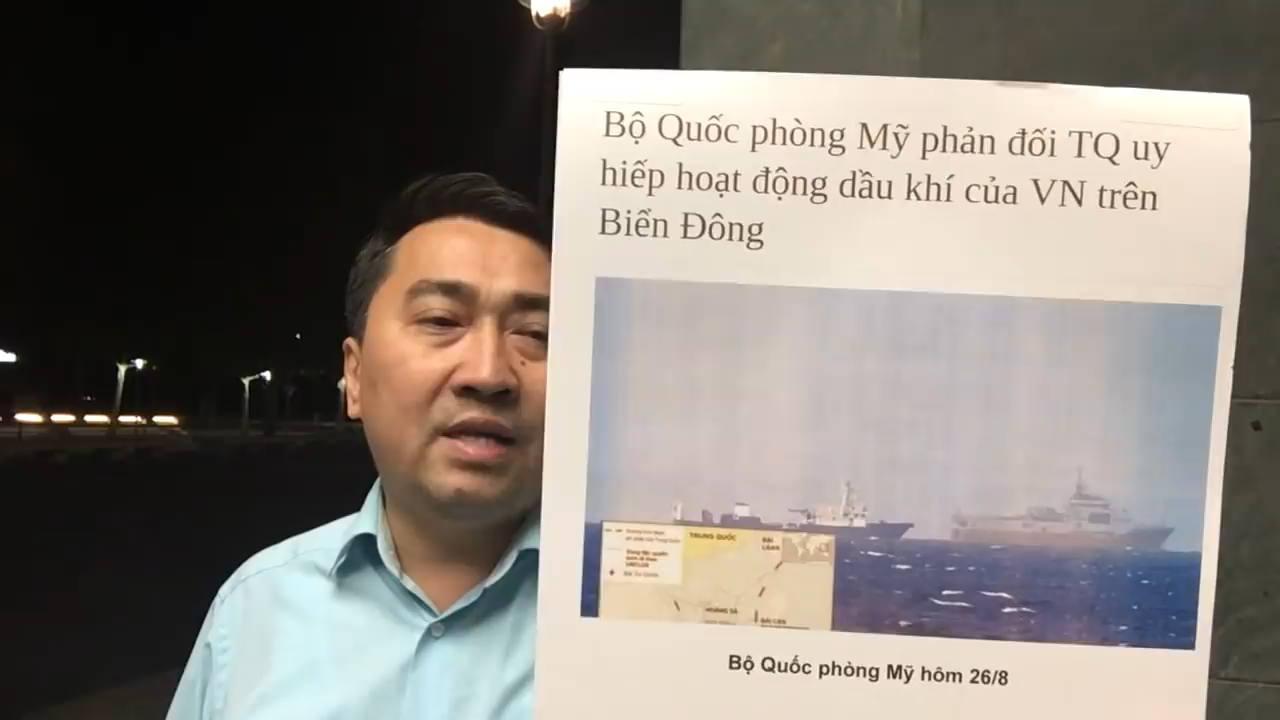 Bộ Quốc phòng Mỹ phản đối TQ uy
hiếp hoạt động dầu khí của VN trên
Biển Đông
TRUNG QUỐC
ĐÀI
LOAN
HOÀNG SA
Bộ Quốc phòng Mỹ hôm 26/8